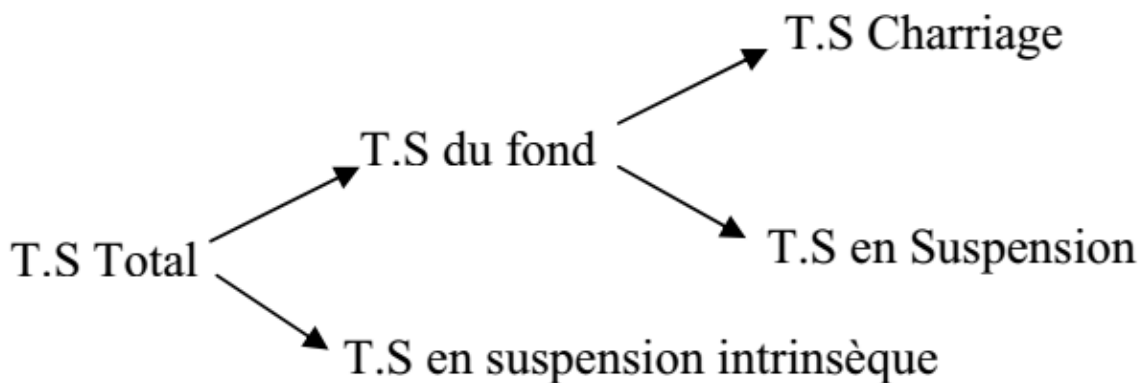 T.S Charriage
T.S du fond
T.S en Suspension
T.S Total
T.S en suspension intrinsèque